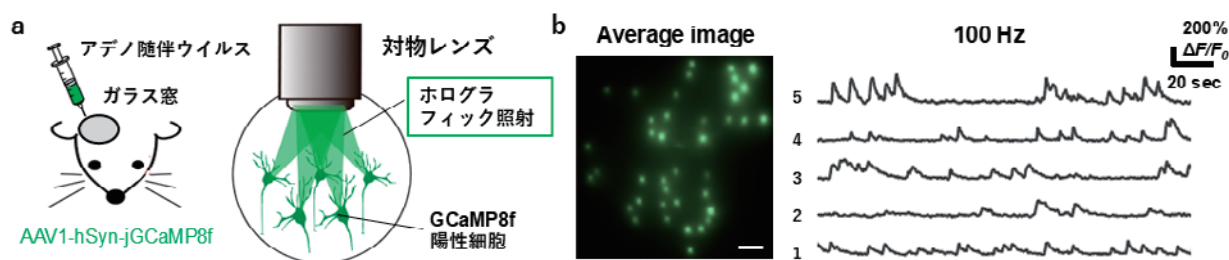 a
アデノ随伴ウイルス
ガラス窓
AAV1-hSyn-jGCaMP8f
対物レンズ
ホログラ
フィック照射
GCaMP8f
陽性細胞
b
Average image
100 Hz
200%
ΔF/F0
20 sec
5
4
3
2
1